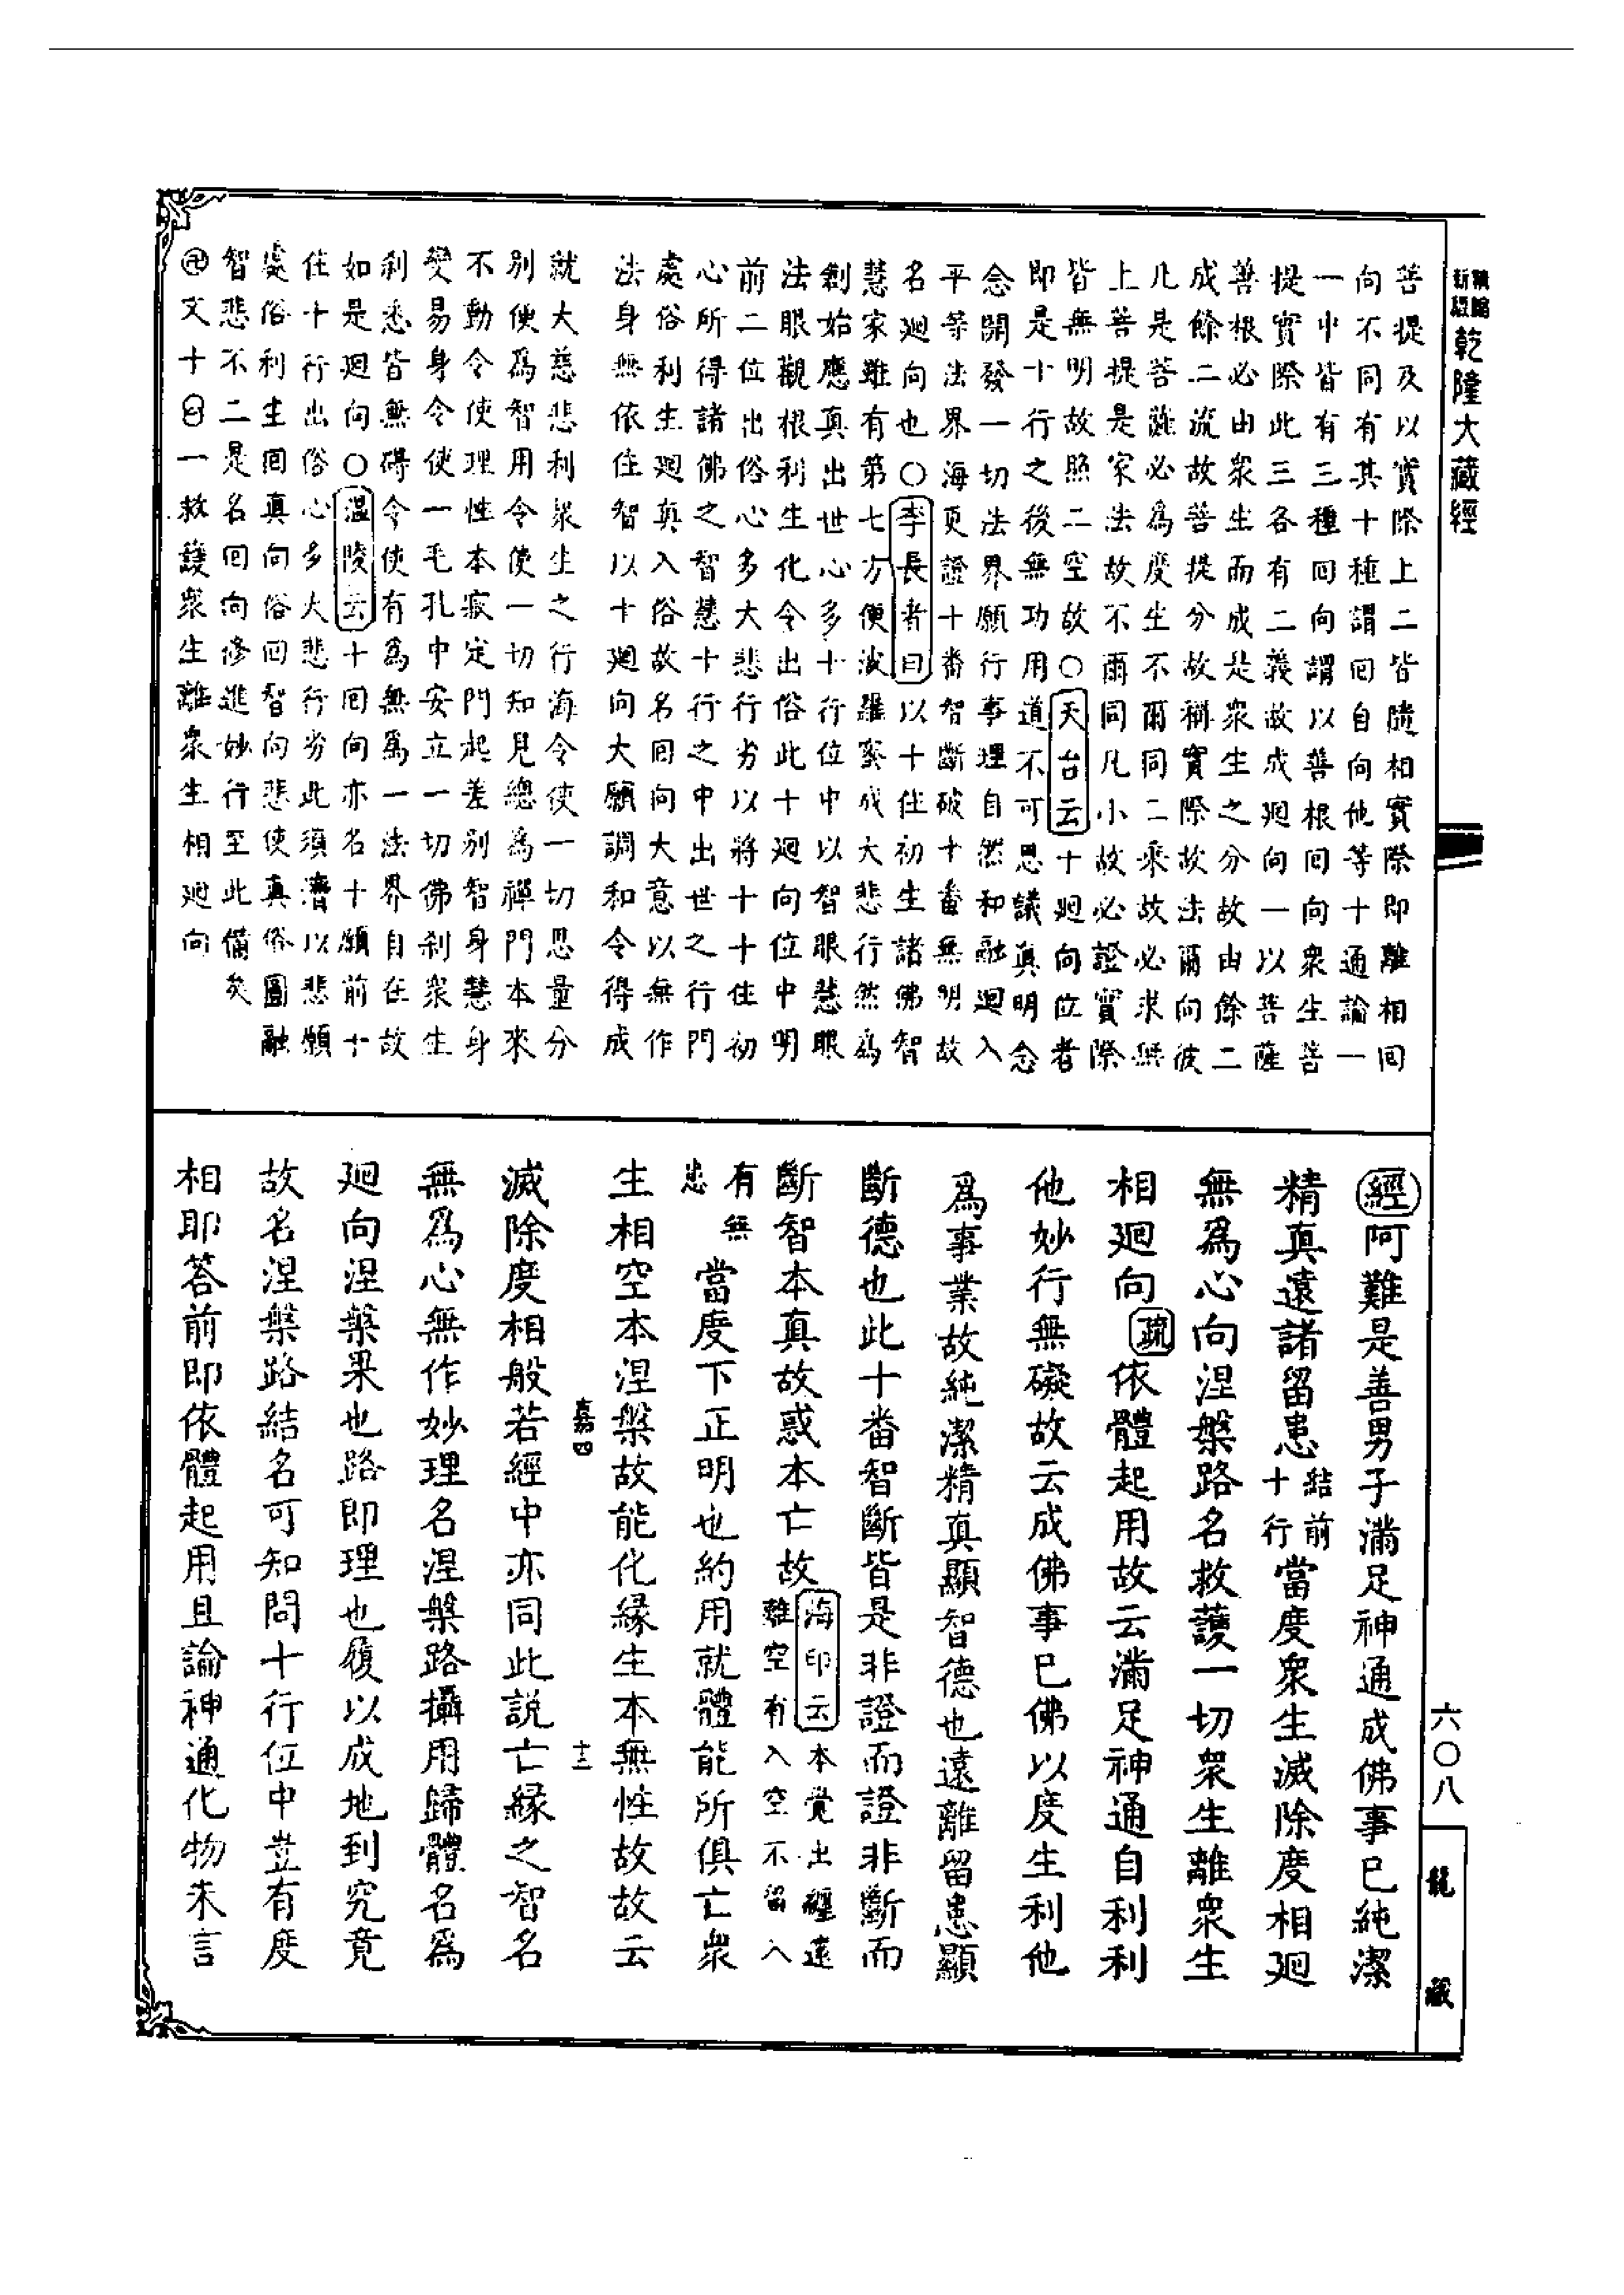 乾隆大藏經
菩提及以實際上二皆隨相實際即離相回
向不同有其十種謂回自向他等十通論一
一中皆有三種回向謂以善根回向衆生菩
提實際此三各有二義故成廻向一以菩薩
善根必由衆生而成是衆生之分故由餘二
成餘二流故菩提分故稱實際故法爾向彼
凡是菩薩必爲度生不爾同二乘故必求無
上菩提是家法故不爾同凡小故必證實際
皆無明故照二空故〇天台云十廻向位者
即是十行之後無功用道不可思議真明念
念開發一切法界願行事理自然和融廻入
平等法界海更證十番智斷破十番無明故
名廻向也〇李長者曰以十住初生諸佛智
慧家雖有第七方便波羅蜜成大悲行然爲
創始應真出世心多十行位中以智眼慧眼
法眼觀根利生化令出俗此十廻向位中明
前二位出俗心多大悲行劣以將十十住初
心所得諸佛之智慧十行之中出世之行門
處俗利生廻真入俗故名回向大意以無作
法身無依住智以十廻向大願調和令得成
就大慈悲利衆生之行海令使一切思量分
別便爲智用令使一切知見總爲禪門本來
不動令使理性本寂定門起差別智身慧身
變易身令使一毛孔中安立一切佛刹衆生
刹悉皆無碍令使有爲無爲一法界自在故
如是廻向〇温陵云十回向亦名十願前十
住十行出俗心多大悲行劣此須濟以悲願
處俗利生回真向俗回智向悲使真俗圓融
智悲不二是名回向修進妙行至此備矣
卍文十㊀一救護衆生離衆生相廻向
六〇八
龍藏
經阿難是善男子滿足神通成佛事已純潔
精真遠諸留患結前十行當度衆生滅除度相廻
無爲心向涅槃路名救護一切衆生離衆生
相廻向疏依體起用故云滿足神通自利利
他妙行無礙故云成佛事已佛以度生利他
爲事業故純潔精真顯智德也遠離留患顯
斷德也此十番智斷皆是非證而證非斷而
斷智本真故惑本亡故海印云本覺出纏遠離空有入空不留入
有無患當度下正明也約用就體能所俱亡衆
生相空本涅槃故能化緣生本無性故故云
嘉四
十三
滅除度相般若經中亦同此說亡緣之智名
無爲心無作妙理名涅槃路攝用歸體名爲
廻向涅槃果也路即理也履以成地到究竟
故名涅槃路結名可知問十行位中豈有度
相耶答前即依體起用且論神通化物未言